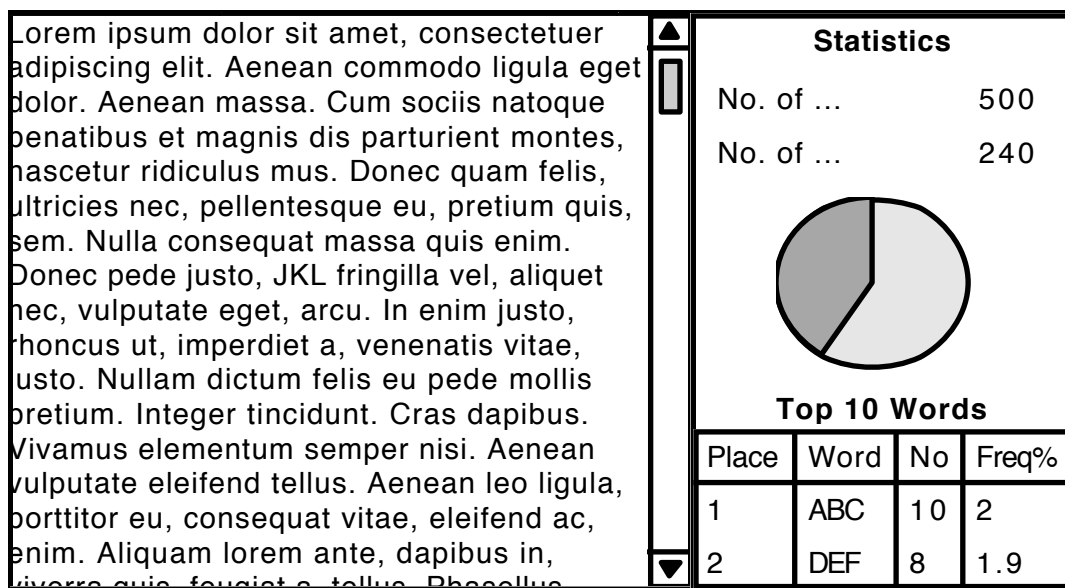 Lorem ipsum dolor sit amet, consectetuer
adipiscing elit. Aenean commodo ligula eget
dolor. Aenean massa. Cum sociis natoque
penatibus et magnis dis parturient montes,
nascetur ridiculus mus. Donec quam felis,
ultricies nec, pellentesque eu, pretium quis,
sem. Nulla consequat massa quis enim.
Donec pede justo, JKL fringilla vel, aliquet
nec, vulputate eget, arcu. In enim justo,
rhoncus ut, imperdiet a, venenatis vitae,
justo. Nullam dictum felis eu pede mollis
pretium. Integer tincidunt. Cras dapibus.
Vivamus elementum semper nisi. Aenean
vulputate eleifend tellus. Aenean leo ligula,
porttitor eu, consequat vitae, eleifend ac,
enim. Aliquam lorem ante, dapibus in,
viverra quis, feugiat a, tellus. Phasellus
Statistics
No. of ... 500
No. of ... 240
Top 10 Words
Place Word No Freq%
1 ABC 10 2
2 DEF 8 1.9